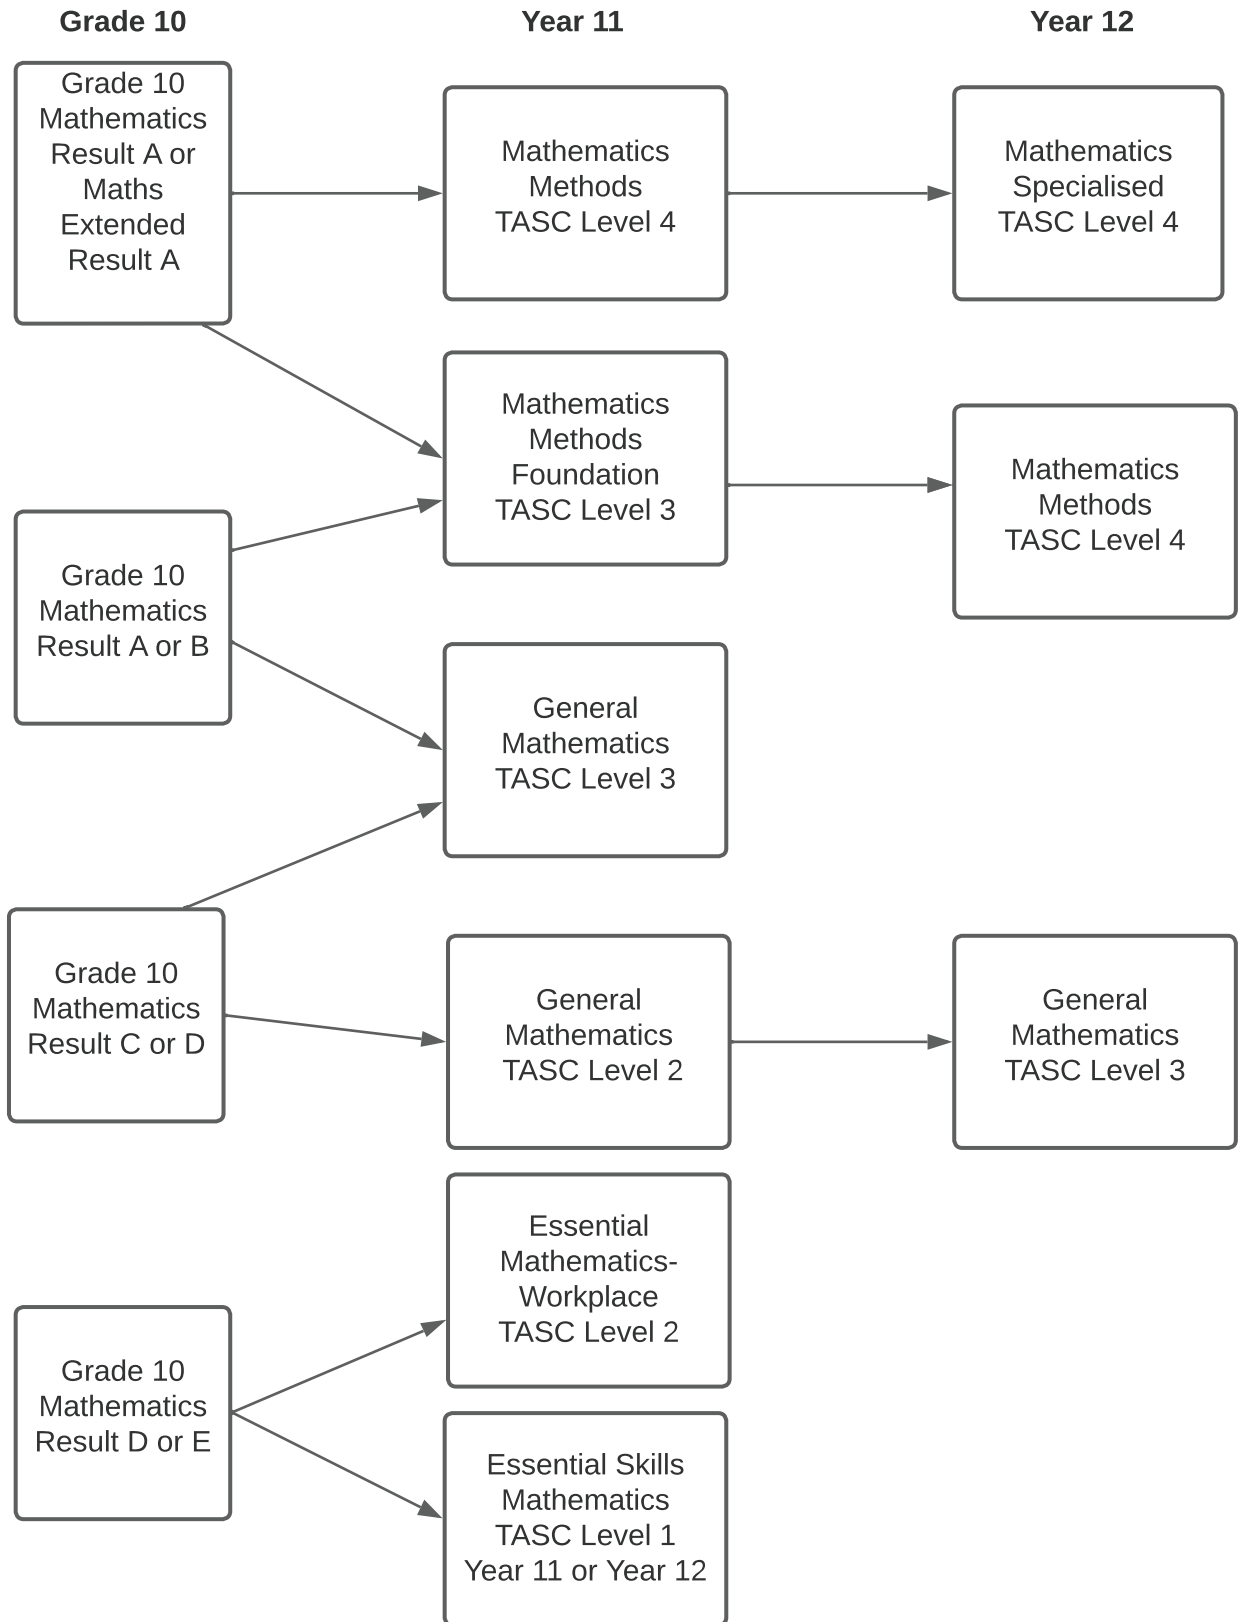 Grade 10
Year 11
Year 12
Grade 10
Mathematics
Result A or
Maths
Extended
Result A
Mathematics
Methods
TASC Level 4
Mathematics
Specialised
TASC Level 4
Mathematics
Methods
Foundation
TASC Level 3
Mathematics
Methods
TASC Level 4
Grade 10
Mathematics
Result A or B
General
Mathematics
TASC Level 3
Grade 10
Mathematics
Result C or D
General
Mathematics
TASC Level 2
General
Mathematics
TASC Level 3
Essential
Mathematics-
Workplace
TASC Level 2
Grade 10
Mathematics
Result D or E
Essential Skills
Mathematics
TASC Level 1
Year 11 or Year 12